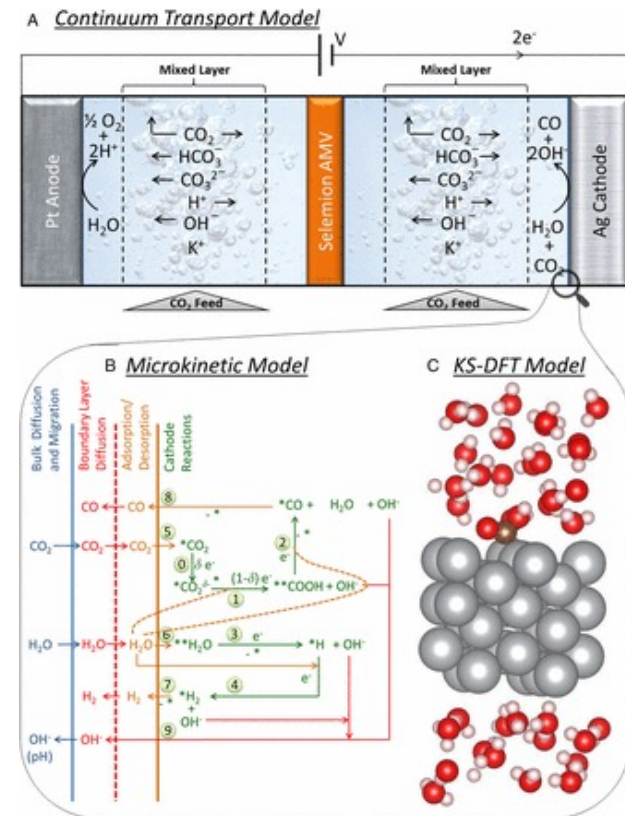 A Continuum Transport Model
V
2e⁻
Mixed Layer
Mixed Layer
Pt Anode
½ O₂
+
2H⁺
H₂O
CO₂
HCO₃⁻
CO₃²⁻
H⁺
OH⁻
K⁺
Selemion AMV
CO₂
HCO₃⁻
CO₃²⁻
H⁺
OH⁻
K⁺
CO
+
2OH⁻
H₂O
+
CO₂
Ag Cathode
CO₂ Feed
CO₂ Feed
B Microkinetic Model
Bulk Diffusion
and Migration
Boundary Layer
Diffusion
Adsorption/
Desorption
Cathode
Reactions
CO CO 8 *CO + H₂O + OH⁻
- *
CO₂ CO₂ CO₂ 5 *CO₂ 2 - *
0 δ e⁻ e⁻
*CO₂^δ⁻ - * (1-δ) e⁻ **COOH + OH⁻
1
H₂O H₂O H₂O 6 **H₂O 3 e⁻ *H + OH⁻
- *
H₂ H₂ 7 *H₂ 4 e⁻
- * +
OH⁻
OH⁻ OH⁻ 9
(pH)
C KS-DFT Model